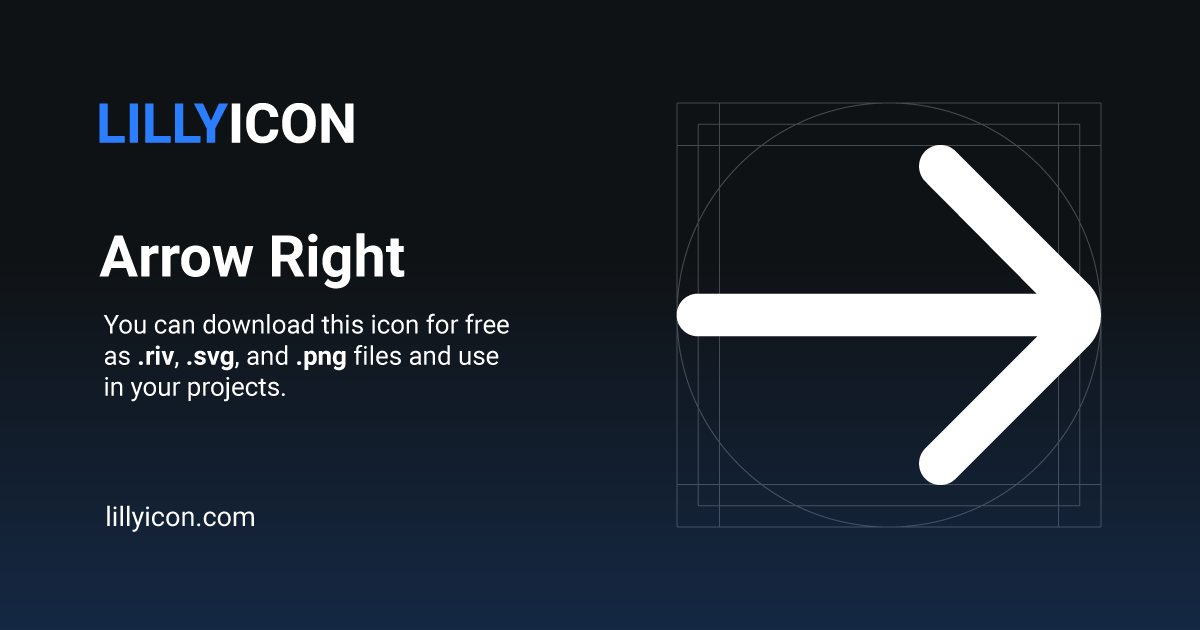 LILLYICON
Arrow Right
You can download this icon for free
as .riv, .svg, and .png files and use
in your projects.
lillyicon.com